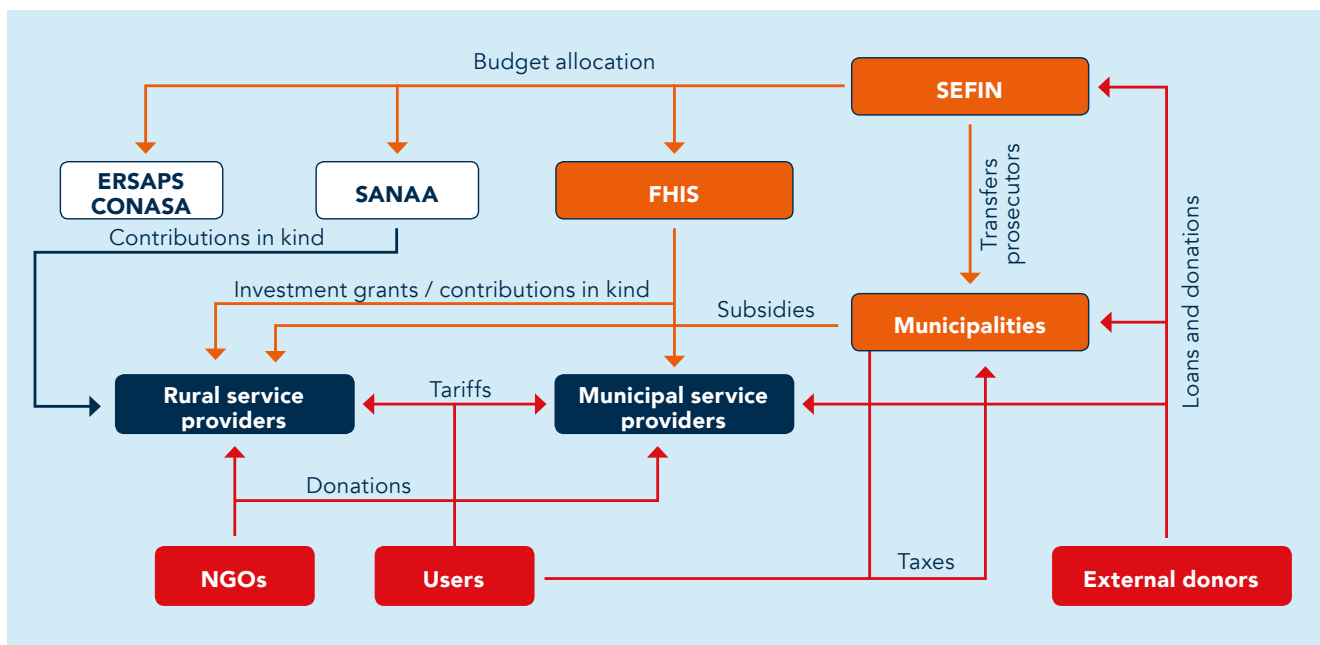 Budget allocation
SEFIN
ERSAPS
CONASA
SANAA
FHIS
Transfers
prosecutors
Contributions in kind
Investment grants / contributions in kind
Subsidies
Municipalities
Loans and donations
Rural service
providers
Tariffs
Municipal service
providers
Donations
NGOs
Users
Taxes
External donors